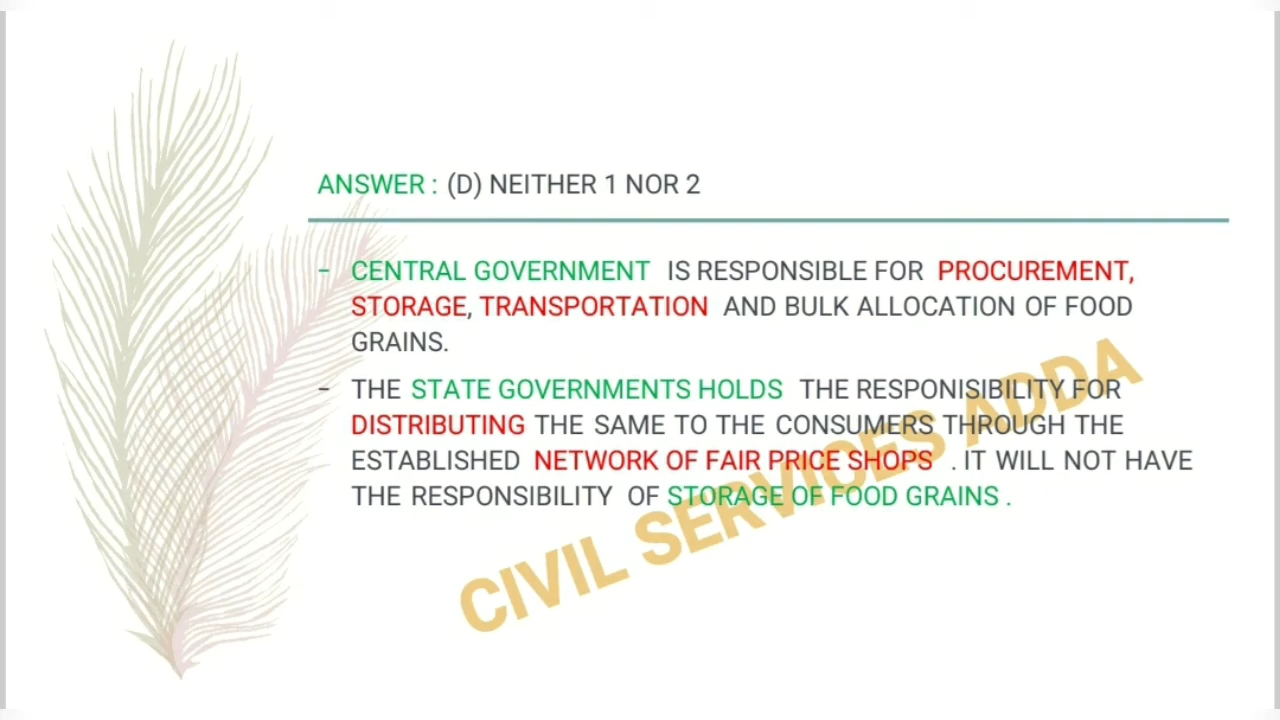 ANSWER : (D) NEITHER 1 NOR 2
– CENTRAL GOVERNMENT IS RESPONSIBLE FOR PROCUREMENT,
STORAGE, TRANSPORTATION AND BULK ALLOCATION OF FOOD
GRAINS.
– THE STATE GOVERNMENTS HOLDS THE RESPONISIBILITY FOR
DISTRIBUTING THE SAME TO THE CONSUMERS THROUGH THE
ESTABLISHED NETWORK OF FAIR PRICE SHOPS . IT WILL NOT HAVE
THE RESPONSIBILITY OF STORAGE OF FOOD GRAINS .
CIVIL SERVICES ADDA